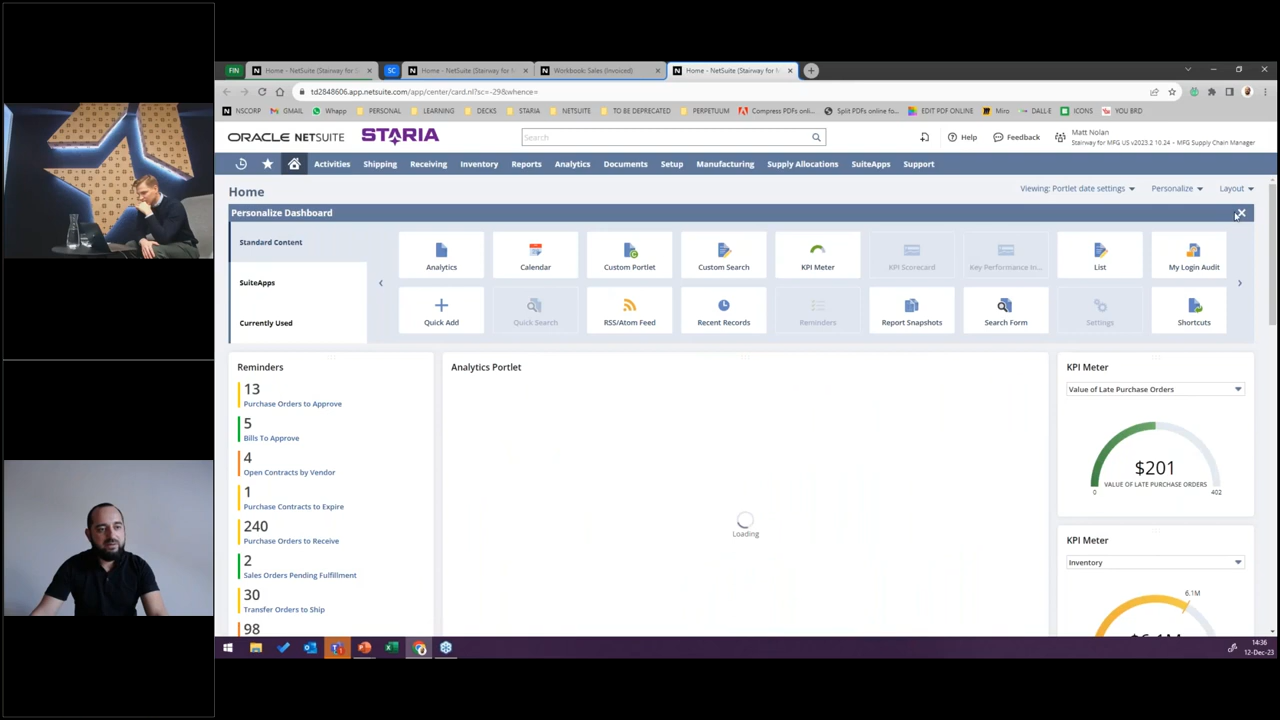 FIN
Home - NetSuite (Stairway for
SC
Home - NetSuite (Stairway for M
Workbook: Sales (Invoiced)
Home - NetSuite (Stairway for M
td2848606.app.netsuite.com/app/center/card.nl?sc=-29&whence=
NSCORP
GMAIL
Whapp
PERSONAL
LEARNING
DECKS
STARIA
NETSUITE
TO BE DEPRECATED
PERPETUUM
Compress PDFs onlin...
Split PDFs online fo...
EDIT PDF ONLINE
Miro
DALL·E
ICONS
YOU BRD
ORACLE NETSUITE
STARIA
Search
Help
Feedback
Matt Nolan
Stairway for MFG US v2023.2 10 date - MFG Supply Chain Manager
Activities
Shipping
Receiving
Inventory
Reports
Analytics
Documents
Setup
Manufacturing
Supply Allocations
SuiteApps
Support
Home
Viewing: Portlet date settings
Personalize
Layout
Personalize Dashboard
Standard Content
SuiteApps
Currently Used
Analytics
Calendar
Custom Portlet
Custom Search
KPI Meter
KPI Scorecard
Key Performance In...
List
My Login Audit
Quick Add
Quick Search
RSS/Atom Feed
Recent Records
Reminders
Report Snapshots
Search Form
Settings
Shortcuts
Reminders
13
Purchase Orders to Approve
5
Bills To Approve
4
Open Contracts by Vendor
1
Purchase Contracts to Expire
240
Purchase Orders to Receive
2
Sales Orders Pending Fulfillment
30
Transfer Orders to Ship
98
Analytics Portlet
Loading
KPI Meter
Value of Late Purchase Orders
$201
VALUE OF LATE PURCHASE ORDERS
0
402
KPI Meter
Inventory
6.1M
14:36
12-Dec-23